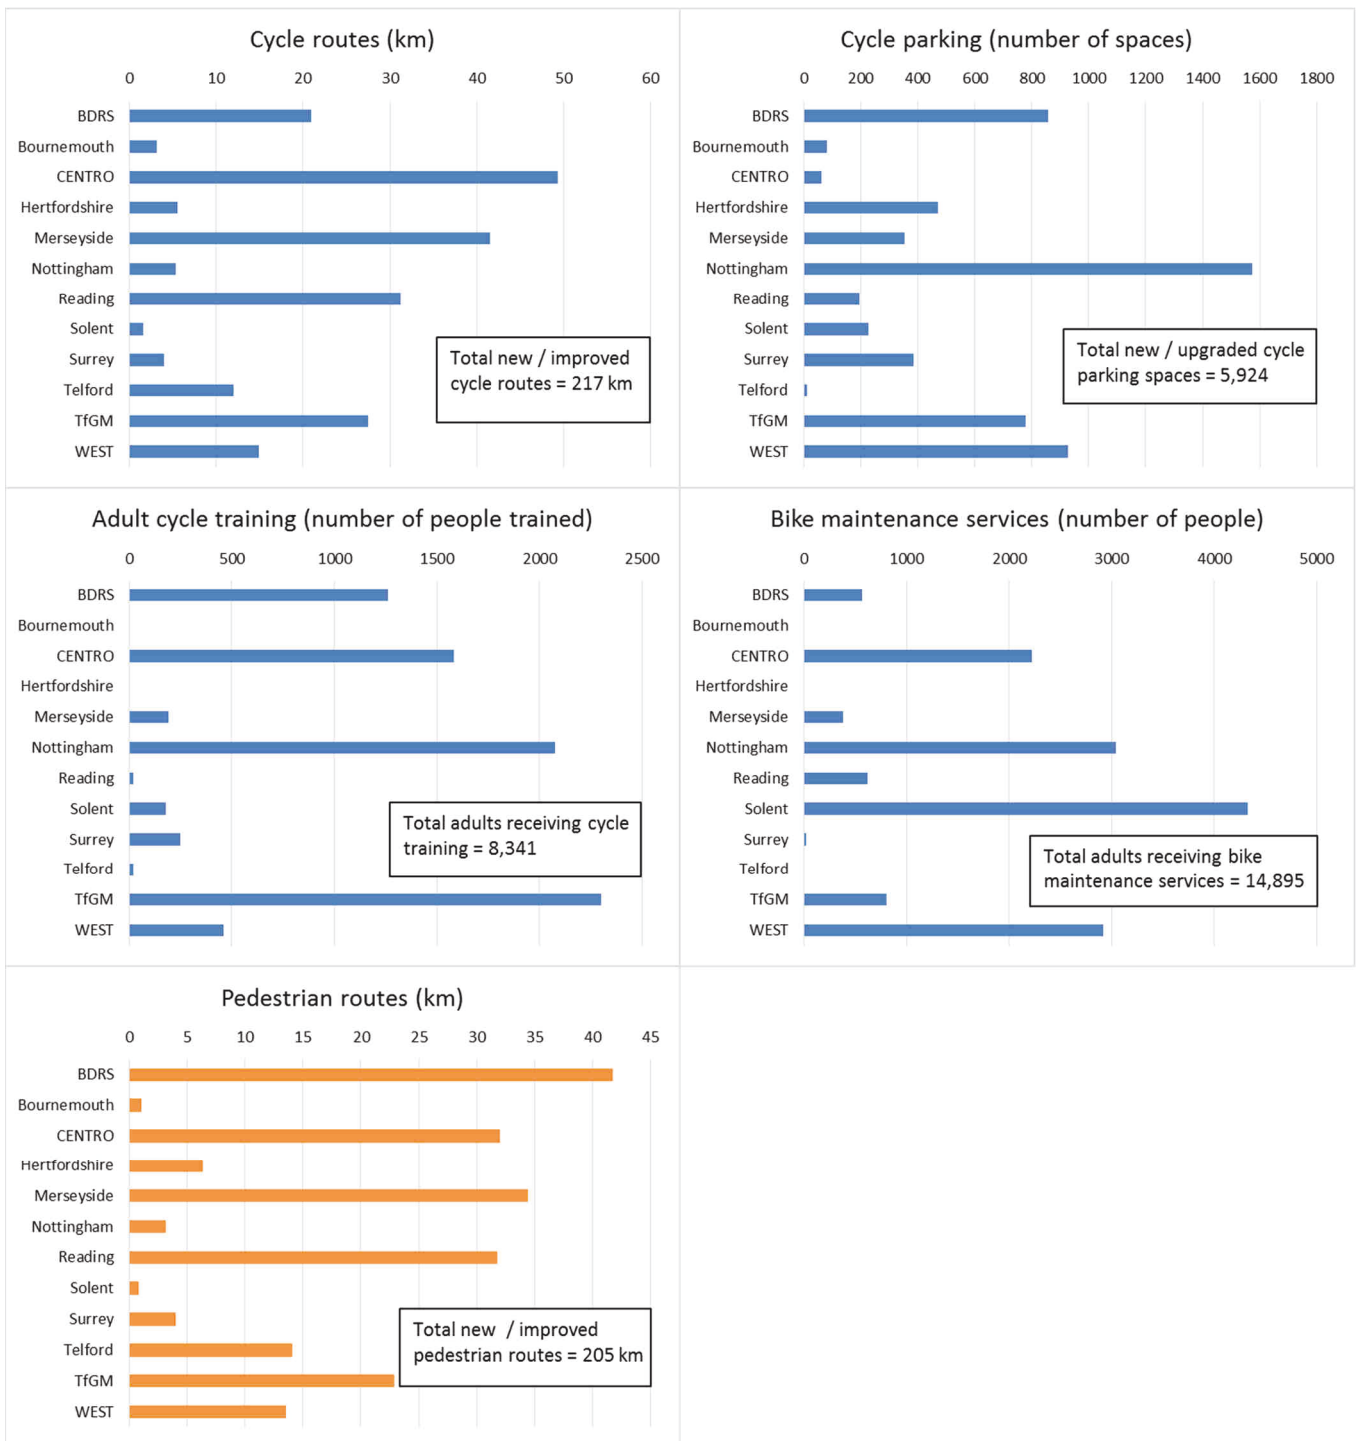 Cycle routes (km)
0 10 20 30 40 50 60
BDRS
Bournemouth
CENTRO
Hertfordshire
Merseyside
Nottingham
Reading
Solent
Surrey
Telford
TfGM
WEST
Total new / improved
cycle routes = 217 km
Cycle parking (number of spaces)
0 200 400 600 800 1000 1200 1400 1600 1800
BDRS
Bournemouth
CENTRO
Hertfordshire
Merseyside
Nottingham
Reading
Solent
Surrey
Telford
TfGM
WEST
Total new / upgraded cycle
parking spaces = 5,924
Adult cycle training (number of people trained)
0 500 1000 1500 2000 2500
BDRS
Bournemouth
CENTRO
Hertfordshire
Merseyside
Nottingham
Reading
Solent
Surrey
Telford
TfGM
WEST
Total adults receiving cycle
training = 8,341
Bike maintenance services (number of people)
0 1000 2000 3000 4000 5000
BDRS
Bournemouth
CENTRO
Hertfordshire
Merseyside
Nottingham
Reading
Solent
Surrey
Telford
TfGM
WEST
Total adults receiving bike
maintenance services = 14,895
Pedestrian routes (km)
0 5 10 15 20 25 30 35 40 45
BDRS
Bournemouth
CENTRO
Hertfordshire
Merseyside
Nottingham
Reading
Solent
Surrey
Telford
TfGM
WEST
Total new / improved
pedestrian routes = 205 km